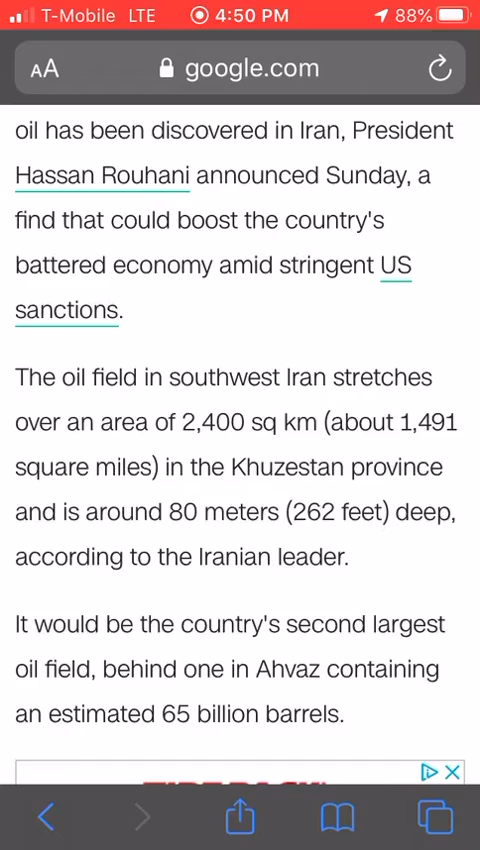 T-Mobile LTE 4:50 PM 88%
AA google.com
oil has been discovered in Iran, President
Hassan Rouhani announced Sunday, a
find that could boost the country's
battered economy amid stringent US
sanctions.
The oil field in southwest Iran stretches
over an area of 2,400 sq km (about 1,491
square miles) in the Khuzestan province
and is around 80 meters (262 feet) deep,
according to the Iranian leader.
It would be the country's second largest
oil field, behind one in Ahvaz containing
an estimated 65 billion barrels.